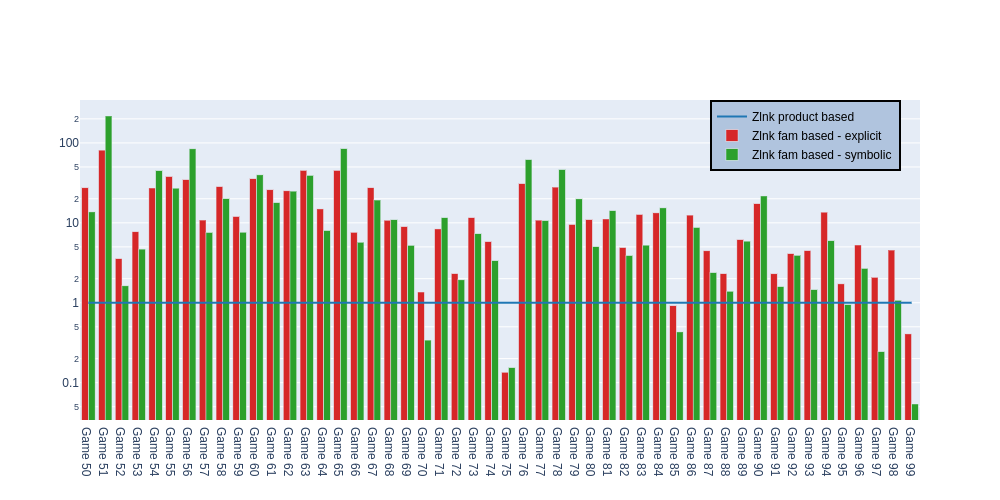 Zlnk product based
Zlnk fam based - explicit
Zlnk fam based - symbolic
2
100
5
2
10
5
2
1
5
2
0.1
5
Game 50
Game 51
Game 52
Game 53
Game 54
Game 55
Game 56
Game 57
Game 58
Game 59
Game 60
Game 61
Game 62
Game 63
Game 64
Game 65
Game 66
Game 67
Game 68
Game 69
Game 70
Game 71
Game 72
Game 73
Game 74
Game 75
Game 76
Game 77
Game 78
Game 79
Game 80
Game 81
Game 82
Game 83
Game 84
Game 85
Game 86
Game 87
Game 88
Game 89
Game 90
Game 91
Game 92
Game 93
Game 94
Game 95
Game 96
Game 97
Game 98
Game 99